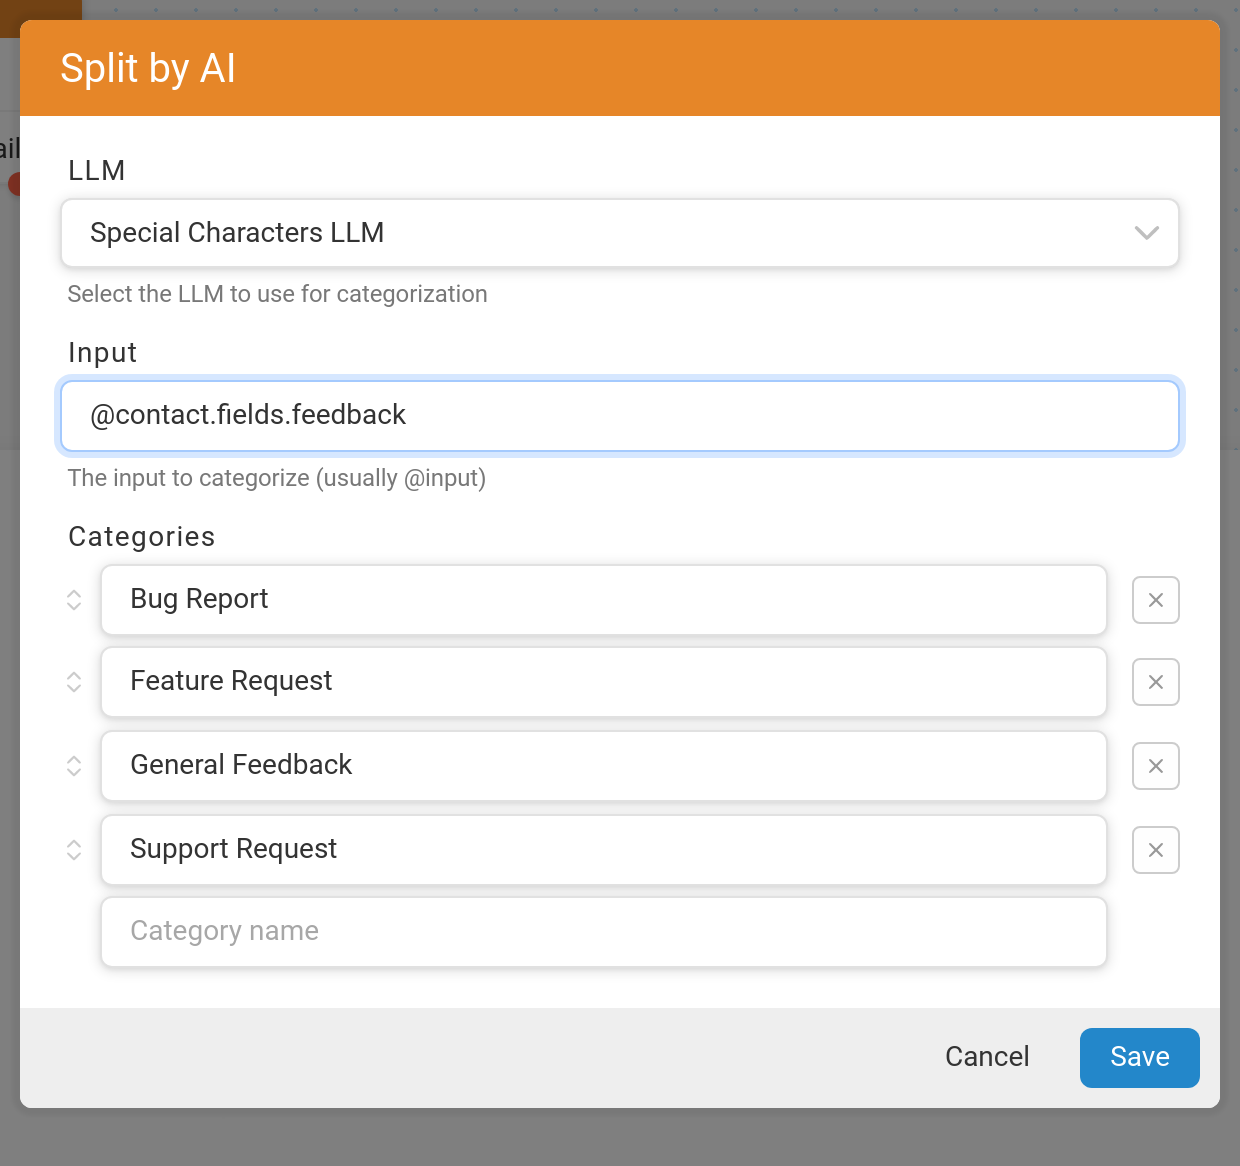 Split by AI
ail
LLM
Special Characters LLM
Select the LLM to use for categorization
Input
@contact.fields.feedback
The input to categorize (usually @input)
Categories
Bug Report
Feature Request
General Feedback
Support Request
Category name
Cancel
Save